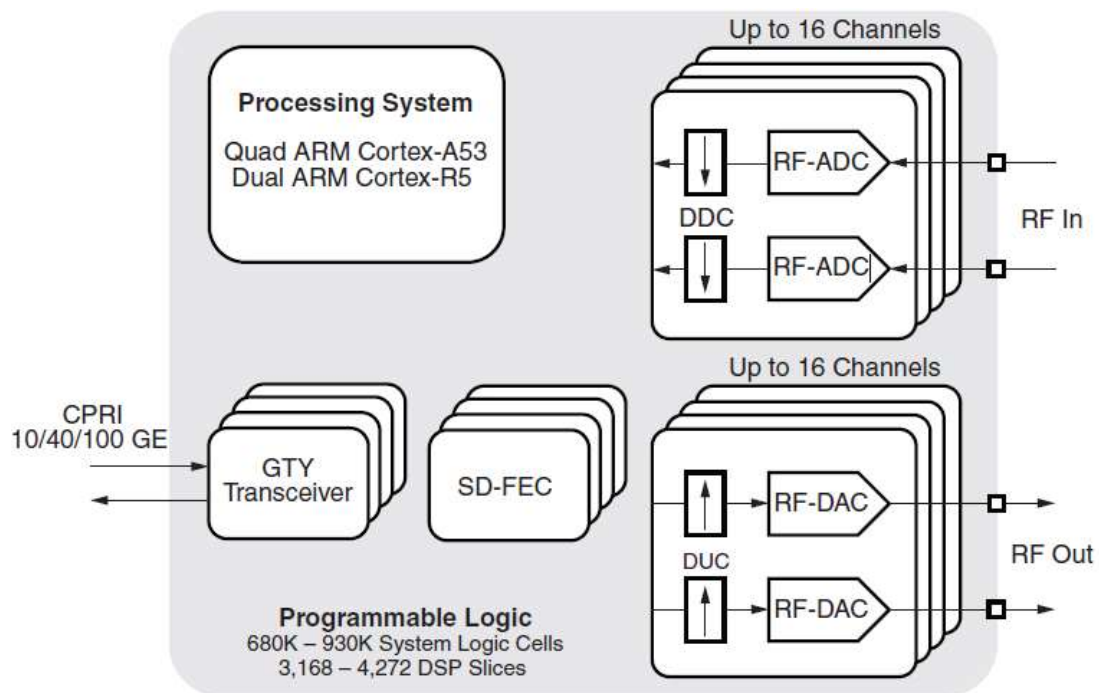 Up to 16 Channels
Processing System
Quad ARM Cortex-A53
Dual ARM Cortex-R5
RF-ADC
DDC
RF-ADC
RF In
Up to 16 Channels
CPRI
10/40/100 GE
GTY
Transceiver
SD-FEC
RF-DAC
DUC
RF-DAC
RF Out
Programmable Logic
680K – 930K System Logic Cells
3,168 – 4,272 DSP Slices